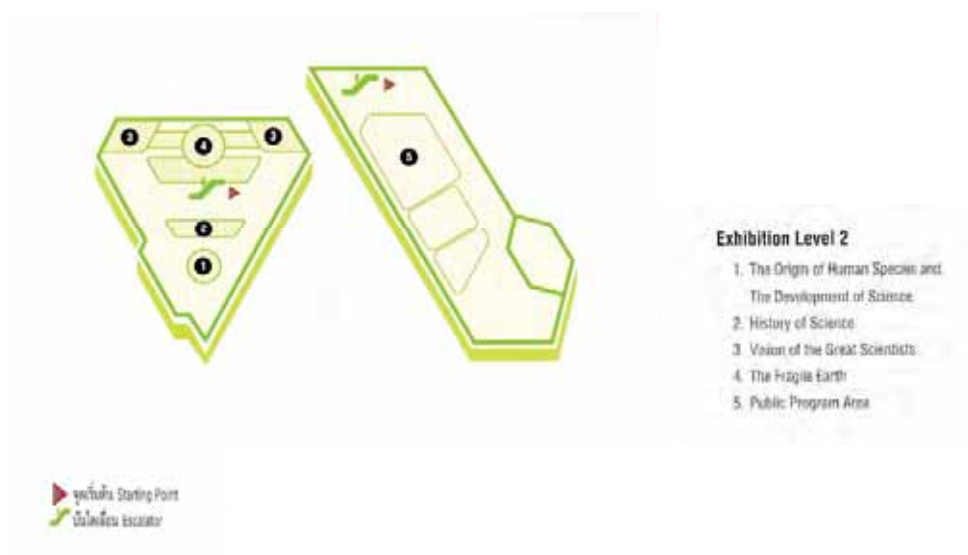 3
4
3
5
2
1
Exhibition Level 2
1. The Origin of Human Species and
The Development of Science
2. History of Science
3. Vision of the Great Scientists
4. The Fragile Earth
5. Public Program Area
จุดเริ่มต้น Starting Point
บันไดเลื่อน Escalator